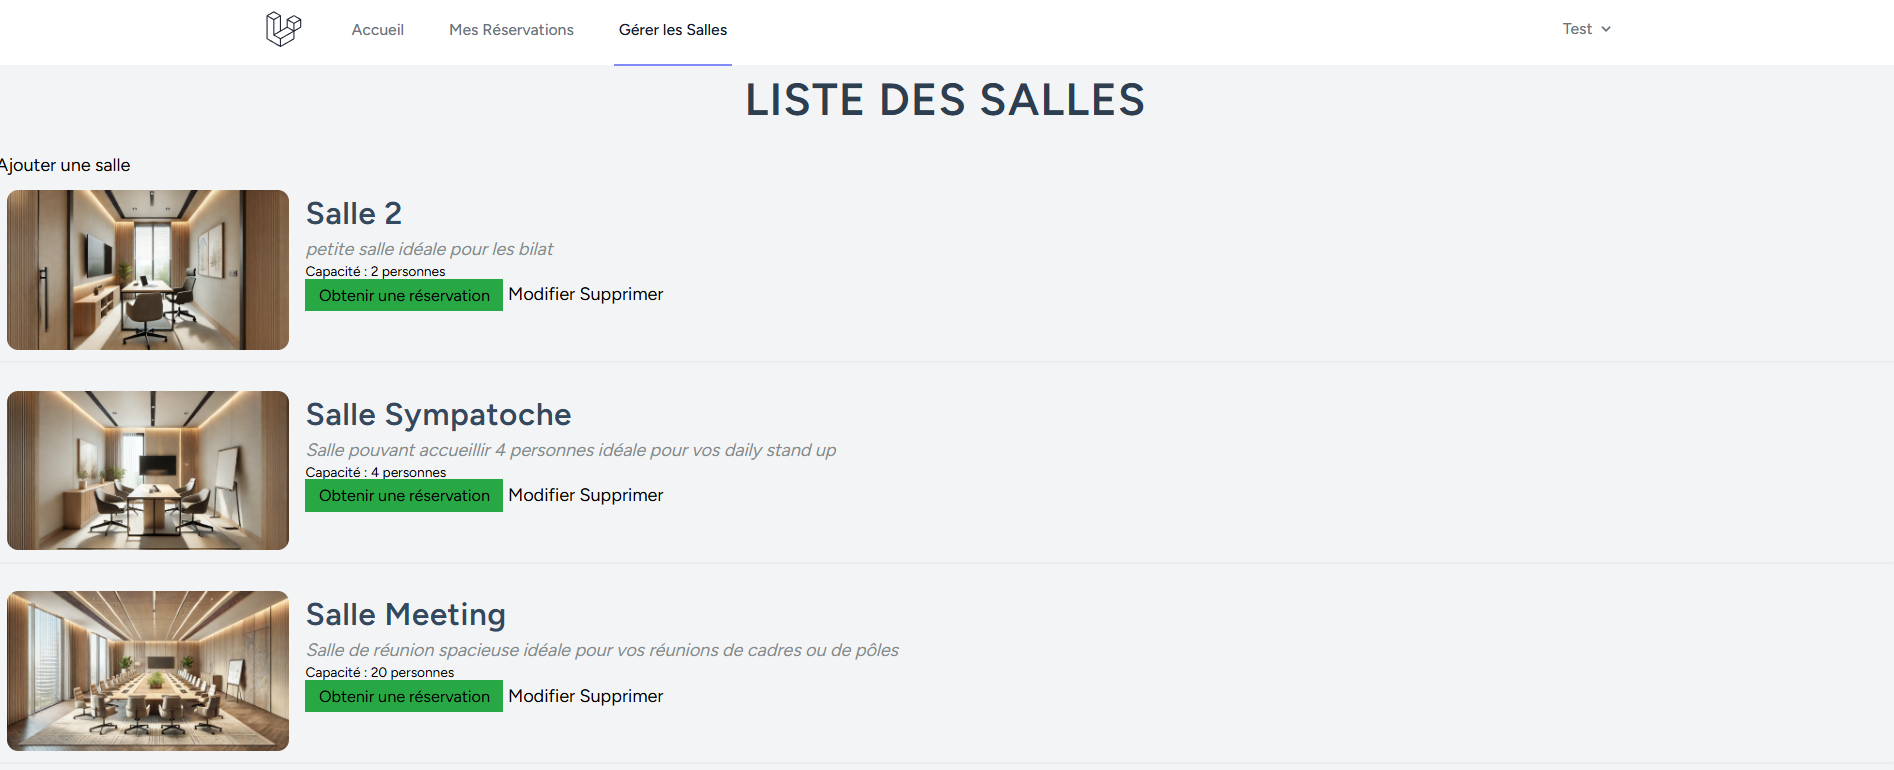 Accueil Mes Réservations Gérer les Salles Test
LISTE DES SALLES
Ajouter une salle
Salle 2
petite salle idéale pour les bilat
Capacité : 2 personnes
Obtenir une réservation Modifier Supprimer
Salle Sympatoche
Salle pouvant accueillir 4 personnes idéale pour vos daily stand up
Capacité : 4 personnes
Obtenir une réservation Modifier Supprimer
Salle Meeting
Salle de réunion spacieuse idéale pour vos réunions de cadres ou de pôles
Capacité : 20 personnes
Obtenir une réservation Modifier Supprimer